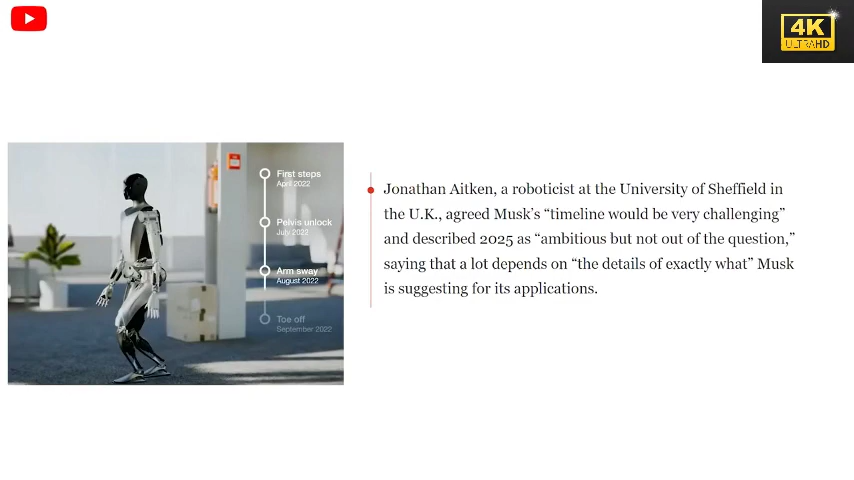 4K
ULTRAHD
First steps
April 2022
Pelvis unlock
July 2022
Arm sway
August 2022
Toe off
September 2022
Jonathan Aitken, a roboticist at the University of Sheffield in
the U.K., agreed Musk’s “timeline would be very challenging”
and described 2025 as “ambitious but not out of the question,”
saying that a lot depends on “the details of exactly what” Musk
is suggesting for its applications.